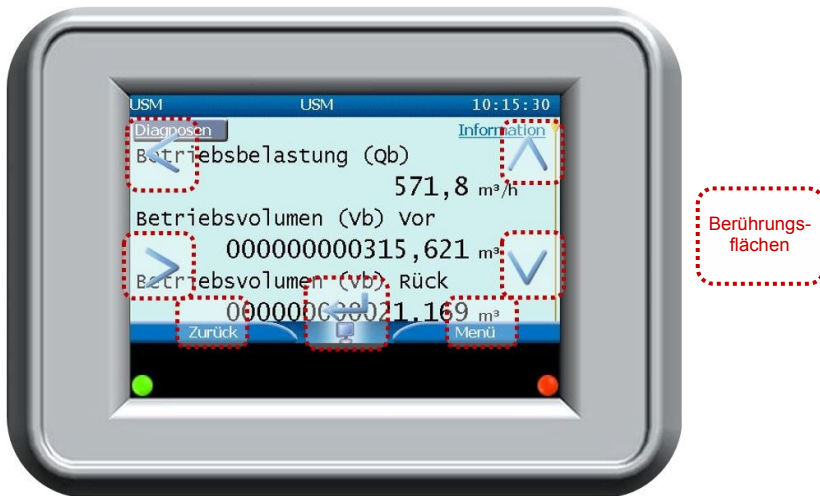 USM USM 10:15:30
Diagnosen Information
Betriebsbelastung (Qb)
571,8 m³/h
Betriebsvolumen (Vb) Vor
000000000315,621 m³
Betriebsvolumen (Vb) Rück
000000000021,169 m³
Zurück Menü
Berührungs-
flächen